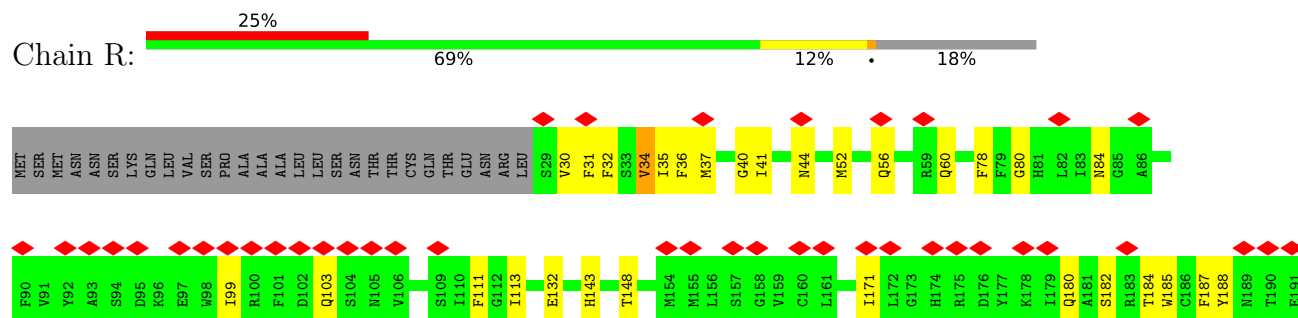 25%
Chain R:
69% 12% • 18%
MET SER MET ASN ASN SER LYS GLN LEU VAL SER PRO ALA ALA ALA LEU LEU SER ASN THR THR CYS GLN THR GLU ASN ARG LEU S29 V30 F31 F32 S33 V34 I35 F36 M37 G40 I41 N44 M52 Q56 R59 Q60 F78 F79 G80 H81 L82 I83 N84 G85 A86
F90 V91 Y92 A93 S94 D95 K96 E97 W98 I99 R100 F101 D102 Q103 S104 N105 V106 S109 I110 F111 G112 I113 E132 H143 T148 M154 M155 L156 S157 G158 V159 C160 L161 I171 L172 G173 H174 R175 D176 Y177 K178 I179 Q180 A181 S182 R183 T184 W185 C186 F187 Y188 N189 T190 E191